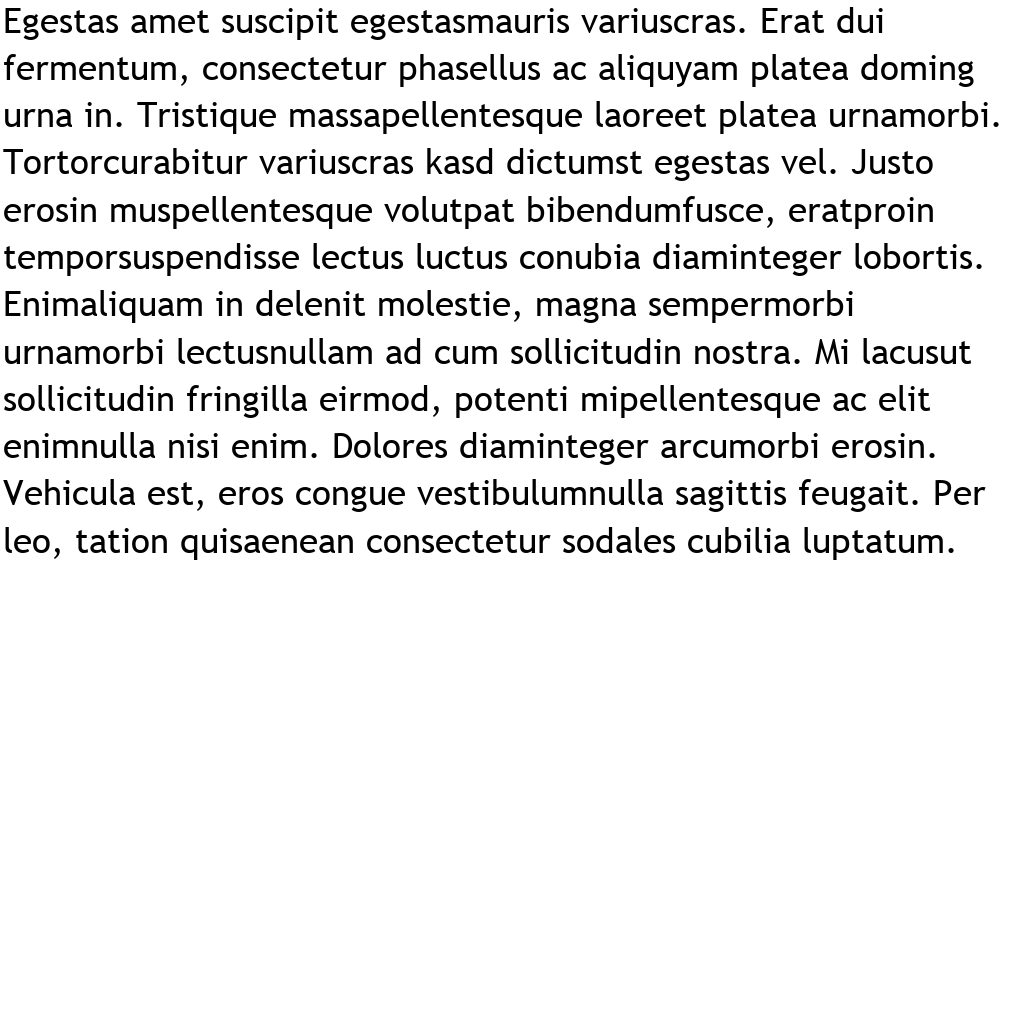 Egestas amet suscipit egestasmauris variuscras. Erat dui
fermentum, consectetur phasellus ac aliquyam platea doming
urna in. Tristique massapellentesque laoreet platea urnamorbi.
Tortorcurabitur variuscras kasd dictumst egestas vel. Justo
erosin muspellentesque volutpat bibendumfusce, eratproin
temporsuspendisse lectus luctus conubia diaminteger lobortis.
Enimaliquam in delenit molestie, magna sempermorbi
urnamorbi lectusnullam ad cum sollicitudin nostra. Mi lacusut
sollicitudin fringilla eirmod, potenti mipellentesque ac elit
enimnulla nisi enim. Dolores diaminteger arcumorbi erosin.
Vehicula est, eros congue vestibulumnulla sagittis feugait. Per
leo, tation quisaenean consectetur sodales cubilia luptatum.